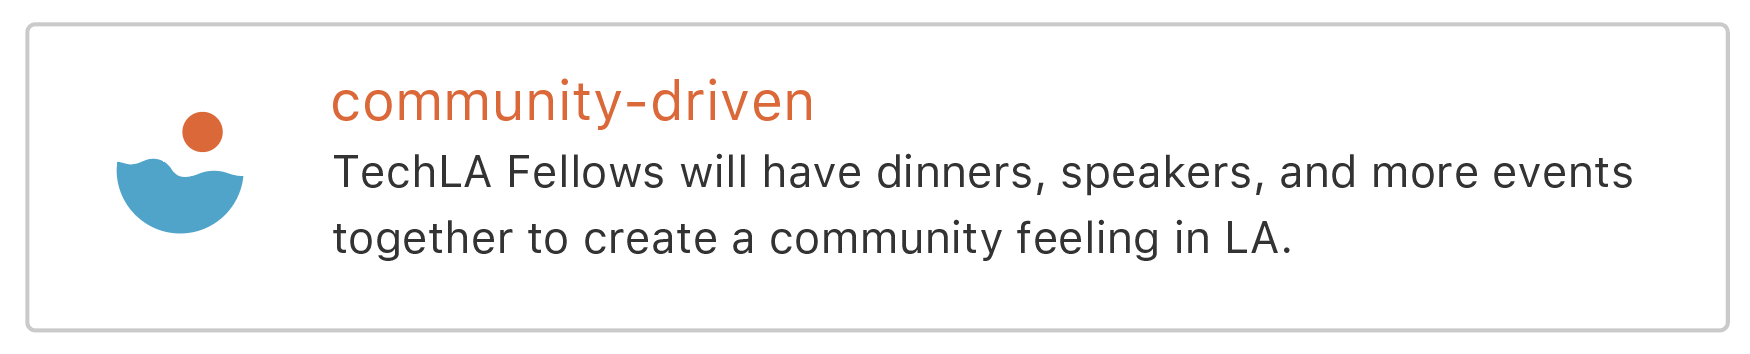 community-driven
TechLA Fellows will have dinners, speakers, and more events
together to create a community feeling in LA.